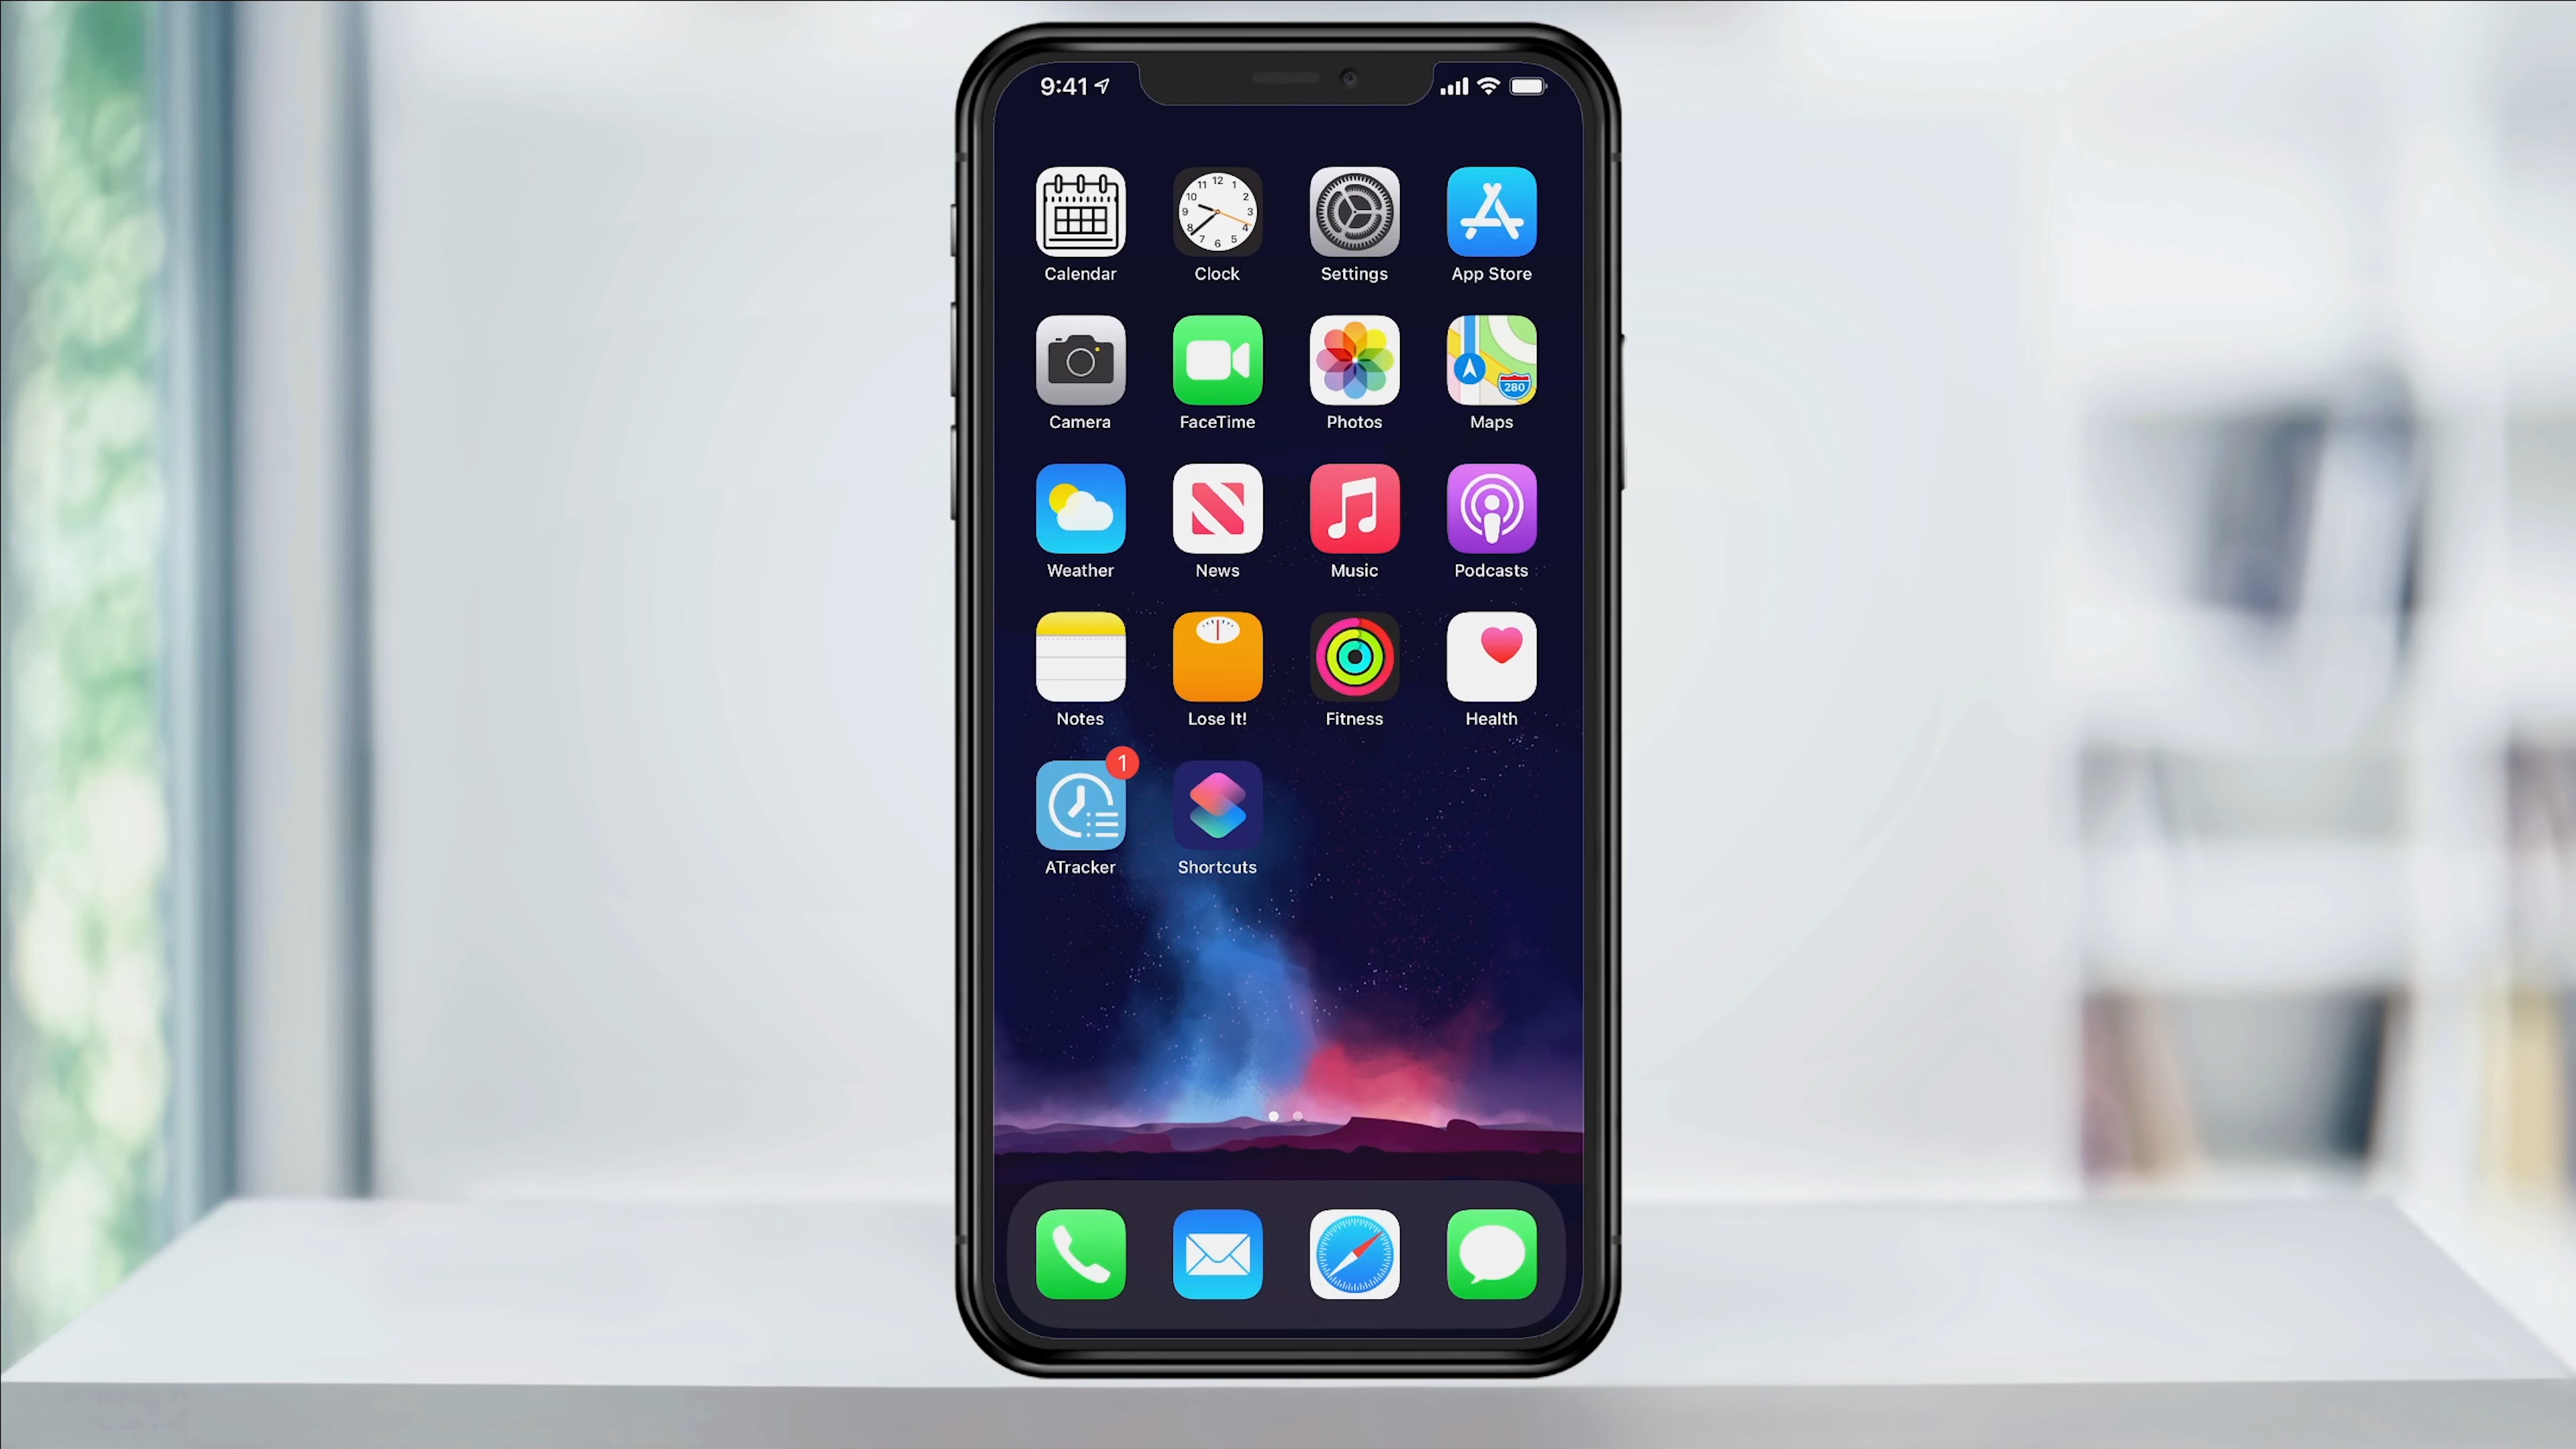 9:41
Calendar Clock Settings App Store
280
Camera FaceTime Photos Maps
Weather News Music Podcasts
Notes Lose It! Fitness Health
1
ATracker Shortcuts